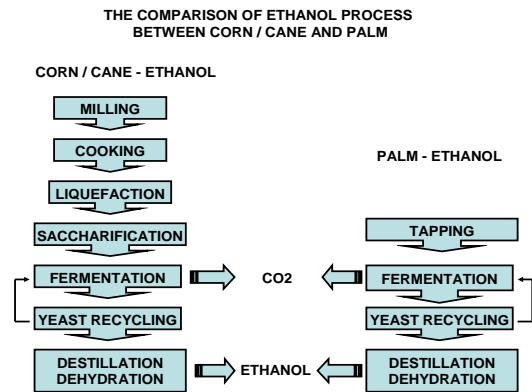 THE COMPARISON OF ETHANOL PROCESS
BETWEEN CORN / CANE AND PALM
CORN / CANE - ETHANOL
MILLING
COOKING
LIQUEFACTION
SACCHARIFICATION
FERMENTATION
YEAST RECYCLING
DESTILLATION
DEHYDRATION
CO2
ETHANOL
PALM - ETHANOL
TAPPING
FERMENTATION
YEAST RECYCLING
DESTILLATION
DEHYDRATION